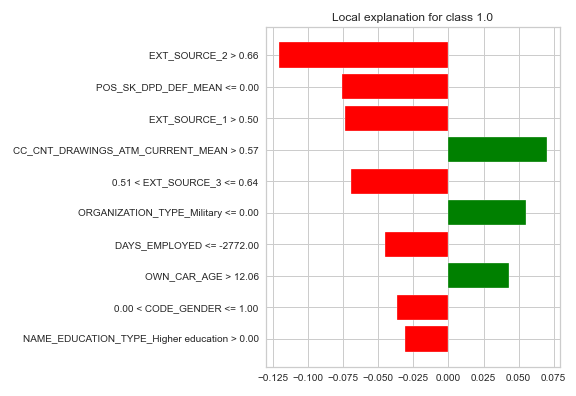 Local explanation for class 1.0
EXT_SOURCE_2 > 0.66
POS_SK_DPD_DEF_MEAN <= 0.00
EXT_SOURCE_1 > 0.50
CC_CNT_DRAWINGS_ATM_CURRENT_MEAN > 0.57
0.51 < EXT_SOURCE_3 <= 0.64
ORGANIZATION_TYPE_Military <= 0.00
DAYS_EMPLOYED <= -2772.00
OWN_CAR_AGE > 12.06
0.00 < CODE_GENDER <= 1.00
NAME_EDUCATION_TYPE_Higher education > 0.00
−0.125 −0.100 −0.075 −0.050 −0.025 0.000 0.025 0.050 0.075